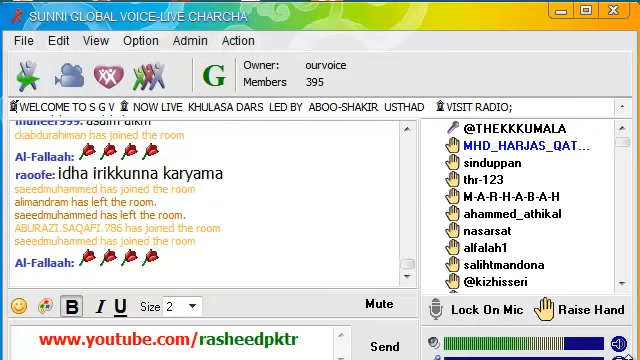 SUNNI GLOBAL VOICE-LIVE CHARCHA
File Edit View Option Admin Action
Owner: ourvoice
Members 395
WELCOME TO S G V NOW LIVE KHULASA DARS LED BY ABOO-SHAKIR USTHAD VISIT RADIO;
muneer999: asalm alkm
ckabdurahiman has joined the room
Al-Fallaah:
raoofe: idha irikkunna karyama
saeedmuhammed has joined the room
alimandram has left the room.
saeedmuhammed has left the room.
ABURAZI.SAQAFI.786 has joined the room
saeedmuhammed has joined the room
Al-Fallaah:
@THEKKKUMALA
MHD_HARJAS_QAT...
sinduppan
thr-123
M-A-R-H-A-B-A-H
ahammed_athikal
nasarsat
alfalah1
salihtmandona
@kizhisseri
B I U Size 2 Mute
Lock On Mic Raise Hand
www.youtube.com/rasheedpktr
Send